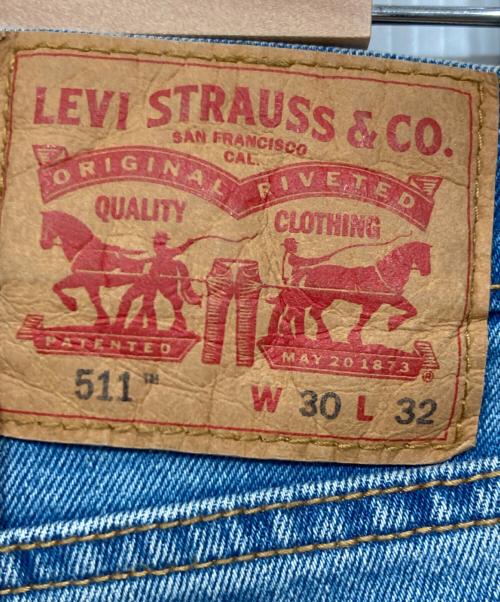 LEVI STRAUSS & CO.
SAN FRANCISCO
CAL.
ORIGINAL RIVETED
QUALITY CLOTHING
PATENTED MAY 20 1873 ®
511™ W 30 L 32